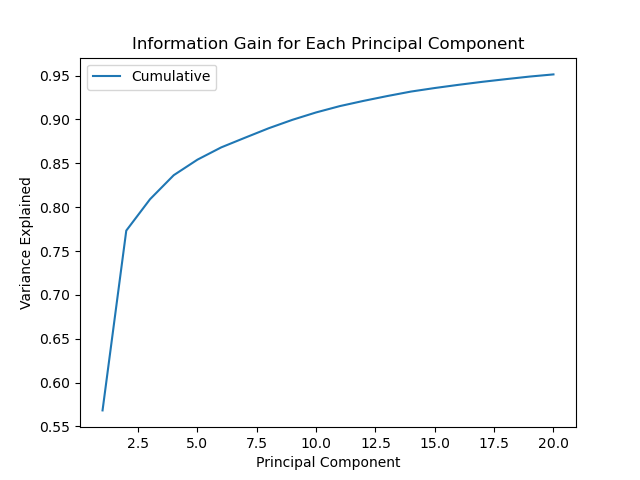 Information Gain for Each Principal Component
Cumulative
0.95
0.90
0.85
0.80
0.75
0.70
0.65
0.60
0.55
Variance Explained
2.5 5.0 7.5 10.0 12.5 15.0 17.5 20.0
Principal Component